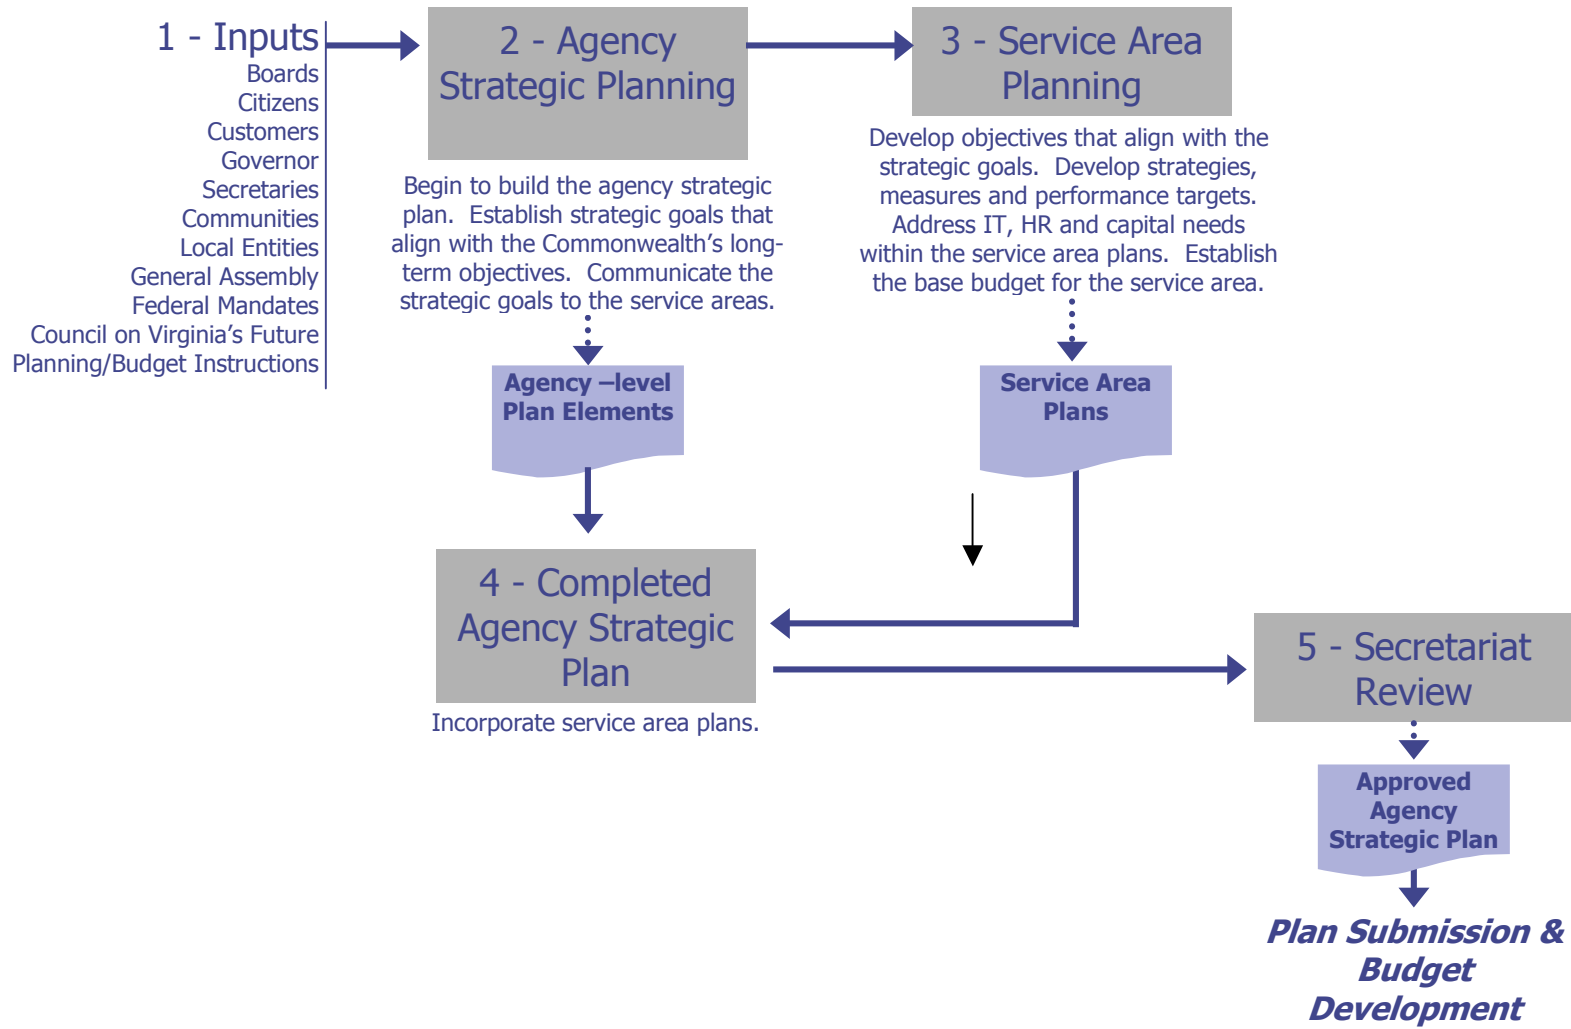 1 - Inputs
Boards
Citizens
Customers
Governor
Secretaries
Communities
Local Entities
General Assembly
Federal Mandates
Council on Virginia’s Future
Planning/Budget Instructions
2 - Agency
Strategic Planning
Begin to build the agency strategic
plan.  Establish strategic goals that
align with the Commonwealth’s long-
term objectives.  Communicate the
strategic goals to the service areas.
Agency –level
Plan Elements
3 - Service Area
Planning
Develop objectives that align with the
strategic goals.  Develop strategies,
measures and performance targets.
Address IT, HR and capital needs
within the service area plans.  Establish
the base budget for the service area.
Service Area
Plans
4 - Completed
Agency Strategic
Plan
Incorporate service area plans.
5 - Secretariat
Review
Approved
Agency
Strategic Plan
Plan Submission &
Budget
Development